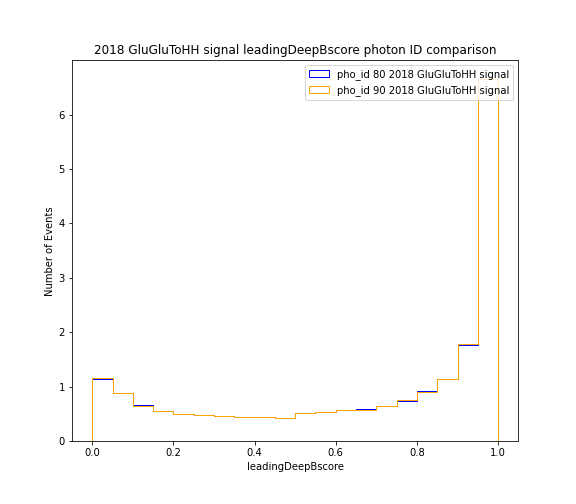 2018 GluGluToHH signal leadingDeepBscore photon ID comparison
pho_id 80 2018 GluGluToHH signal
pho_id 90 2018 GluGluToHH signal
Number of Events
6
5
4
3
2
1
0
0.0 0.2 0.4 0.6 0.8 1.0
leadingDeepBscore